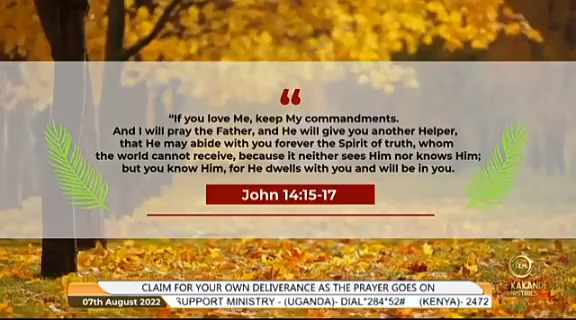 “
“If you love Me, keep My commandments.
And I will pray the Father, and He will give you another Helper,
that He may abide with you forever the Spirit of truth, whom
the world cannot receive, because it neither sees Him nor knows Him;
but you know Him, for He dwells with you and will be in you.
John 14:15-17
CLAIM FOR YOUR OWN DELIVERANCE AS THE PRAYER GOES ON
07th August 2022
SUPPORT MINISTRY - (UGANDA)- DIAL*284*52# (KENYA)- 2472
KAKANDE
MINISTRIES